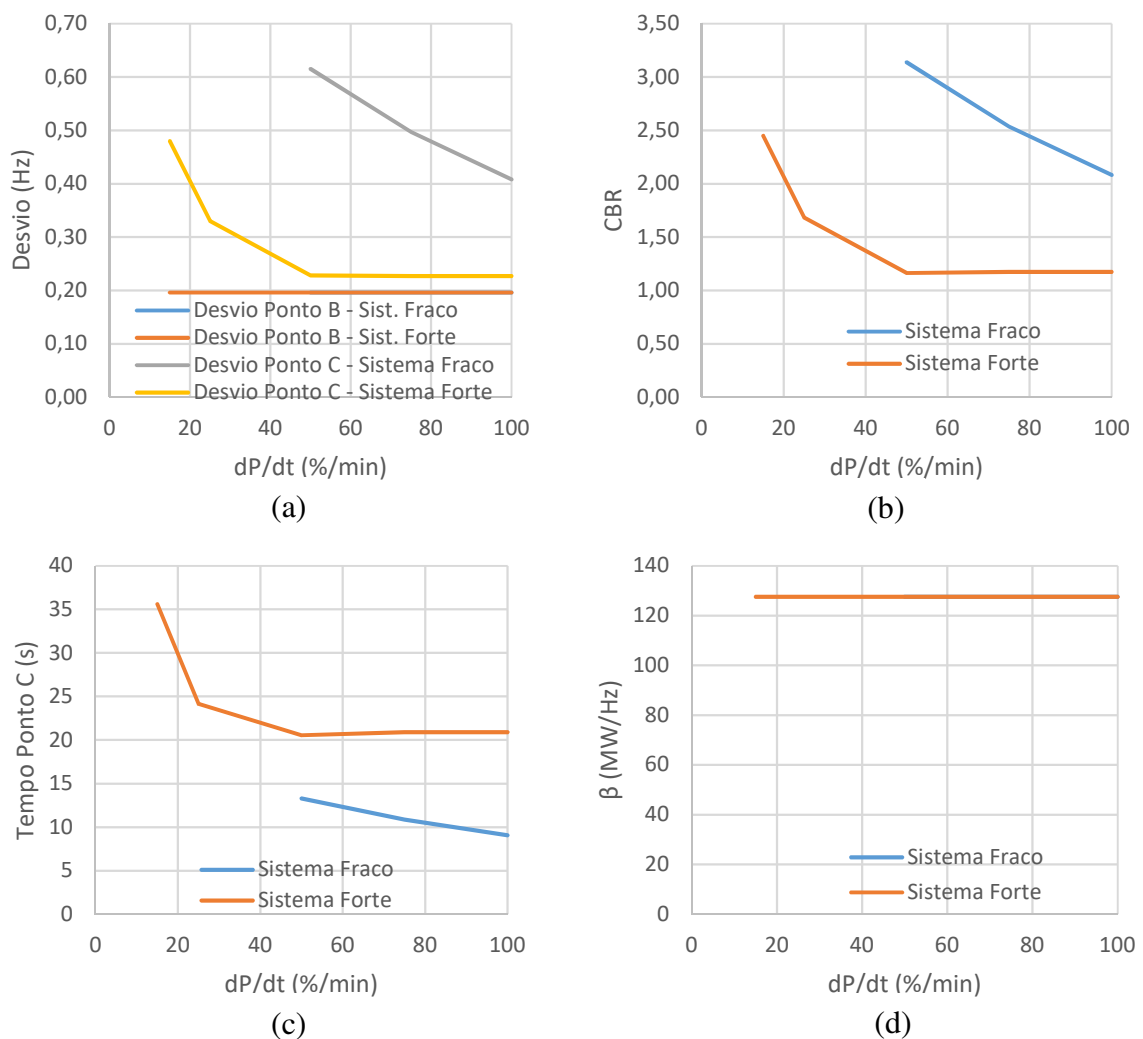 0,70
0,60
0,50
0,40
0,30
0,20
0,10
0,00
Desvio (Hz)
Desvio Ponto B - Sist. Fraco
Desvio Ponto B - Sist. Forte
Desvio Ponto C - Sistema Fraco
Desvio Ponto C - Sistema Forte
0 20 40 60 80 100
dP/dt (%/min)
(a)
3,50
3,00
2,50
2,00
1,50
1,00
0,50
0,00
CBR
Sistema Fraco
Sistema Forte
0 20 40 60 80 100
dP/dt (%/min)
(b)
40
35
30
25
20
15
10
5
0
Tempo Ponto C (s)
Sistema Fraco
Sistema Forte
0 20 40 60 80 100
dP/dt (%/min)
(c)
140
120
100
80
60
40
20
0
β (MW/Hz)
Sistema Fraco
Sistema Forte
0 20 40 60 80 100
dP/dt (%/min)
(d)